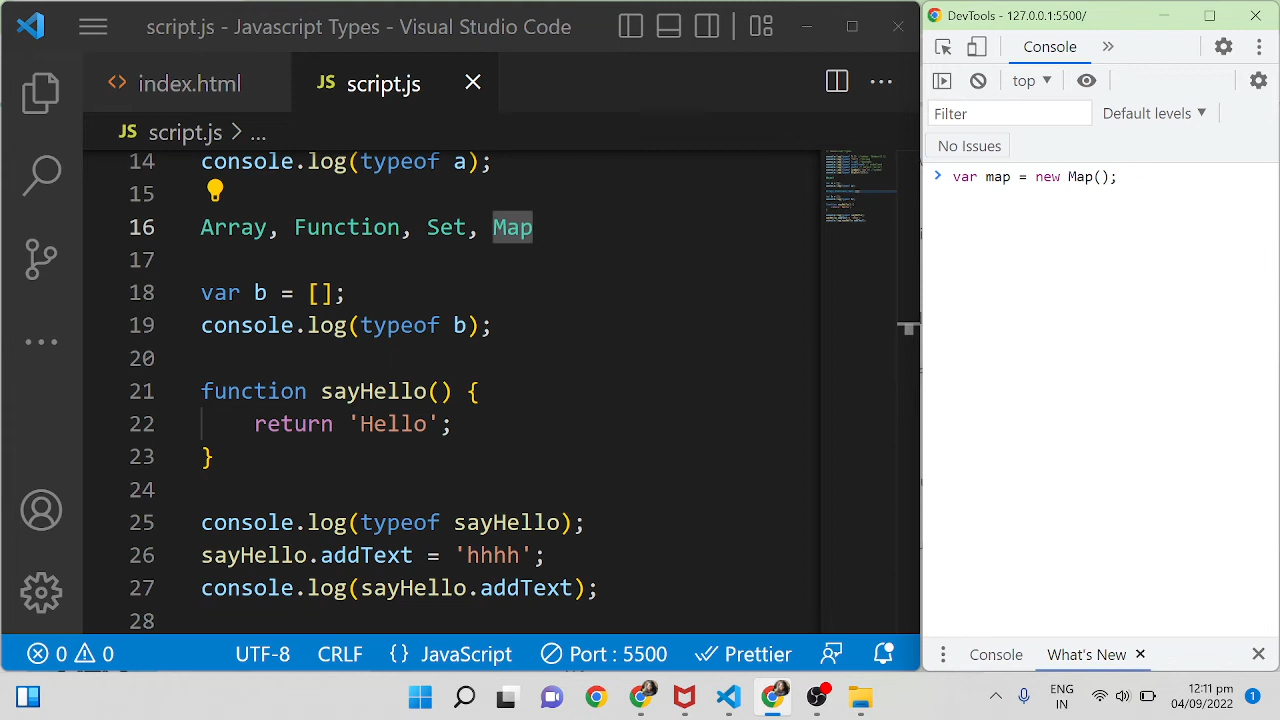 script.js - Javascript Types - Visual Studio Code
index.html
JS script.js
JS script.js > ...
14 console.log(typeof a);
15
16 Array, Function, Set, Map
17
18 var b = [];
19 console.log(typeof b);
20
21 function sayHello() {
22 return 'Hello';
23 }
24
25 console.log(typeof sayHello);
26 sayHello.addText = 'hhhh';
27 console.log(sayHello.addText);
28
0 0 UTF-8 CRLF {} JavaScript Port : 5500 Prettier
DevTools - 127.0.0.1:5500/
Console
top
Filter Default levels
No Issues
> var map = new Map();
Console What's New
ENG
IN
12:11 pm
04/09/2022
1